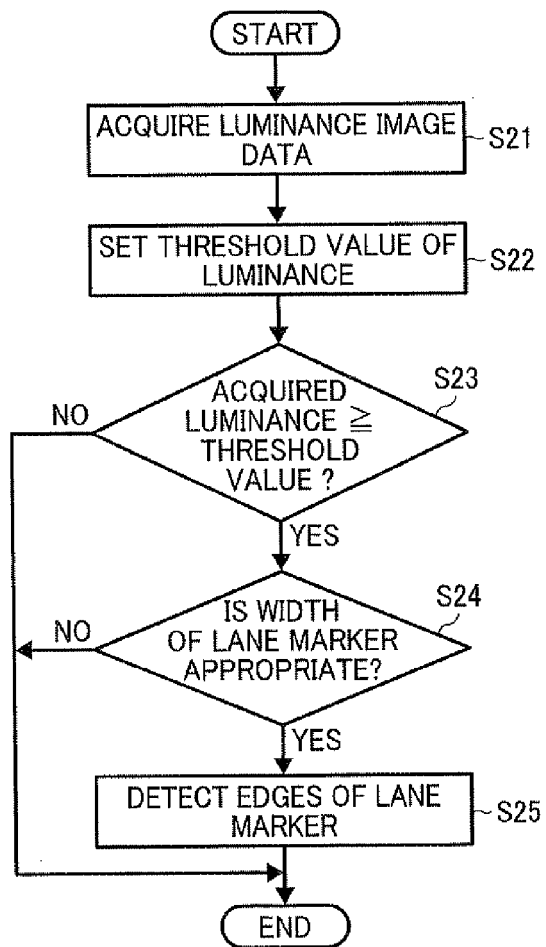 START
ACQUIRE LUMINANCE IMAGE
DATA
S21
SET THRESHOLD VALUE OF
LUMINANCE
S22
ACQUIRED
LUMINANCE ≧
THRESHOLD
VALUE ?
S23
NO
YES
IS WIDTH
OF LANE MARKER
APPROPRIATE?
S24
NO
YES
DETECT EDGES OF LANE
MARKER
S25
END